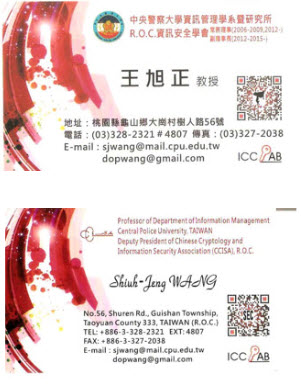 中央警察大學資訊管理學系暨研究所
R.O.C.資訊安全學會 常務理事(2006-2009,2012-)
副理事長(2012-2015-)
王旭正 教授
地址：桃園縣龜山鄉大崗村樹人路56號
電話：(03)328-2321 # 4807 傳真：(03)327-2038
E-mail：sjwang@mail.cpu.edu.tw
dopwang@gmail.com
ICC AB
Professor of Department of Information Management
Central Police University, TAIWAN
Deputy President of Chinese Cryptology and
Information Security Association (CCISA), R.O.C.
Shiuh-Jeng WANG
No.56, Shuren Rd., Guishan Township,
Taoyuan County 333, TAIWAN (R.O.C.)
TEL: +886-3-328-2321 EXT: 4807
FAX: +886-3-327-2038
E-mail : sjwang@mail.cpu.edu.tw
dopwang@gmail.com
SEC
ICC AB